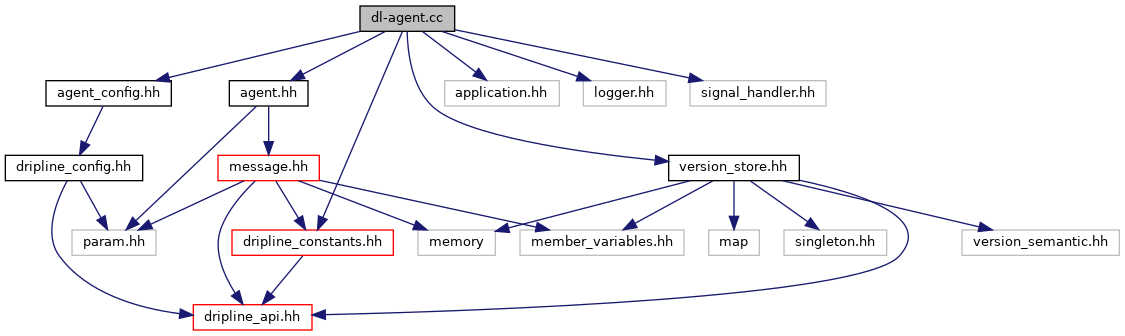 dl-agent.cc
agent_config.hh
agent.hh
application.hh
logger.hh
signal_handler.hh
dripline_config.hh
message.hh
version_store.hh
param.hh
dripline_constants.hh
memory
member_variables.hh
map
singleton.hh
version_semantic.hh
dripline_api.hh